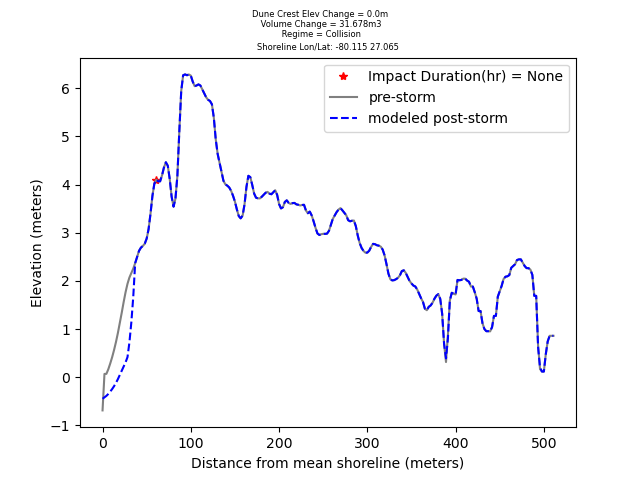 Dune Crest Elev Change = 0.0m
Volume Change = 31.678m3
Regime = Collision
Shoreline Lon/Lat: -80.115 27.065
Impact Duration(hr) = None
pre-storm
modeled post-storm
Elevation (meters)
6
5
4
3
2
1
0
−1
0 100 200 300 400 500
Distance from mean shoreline (meters)